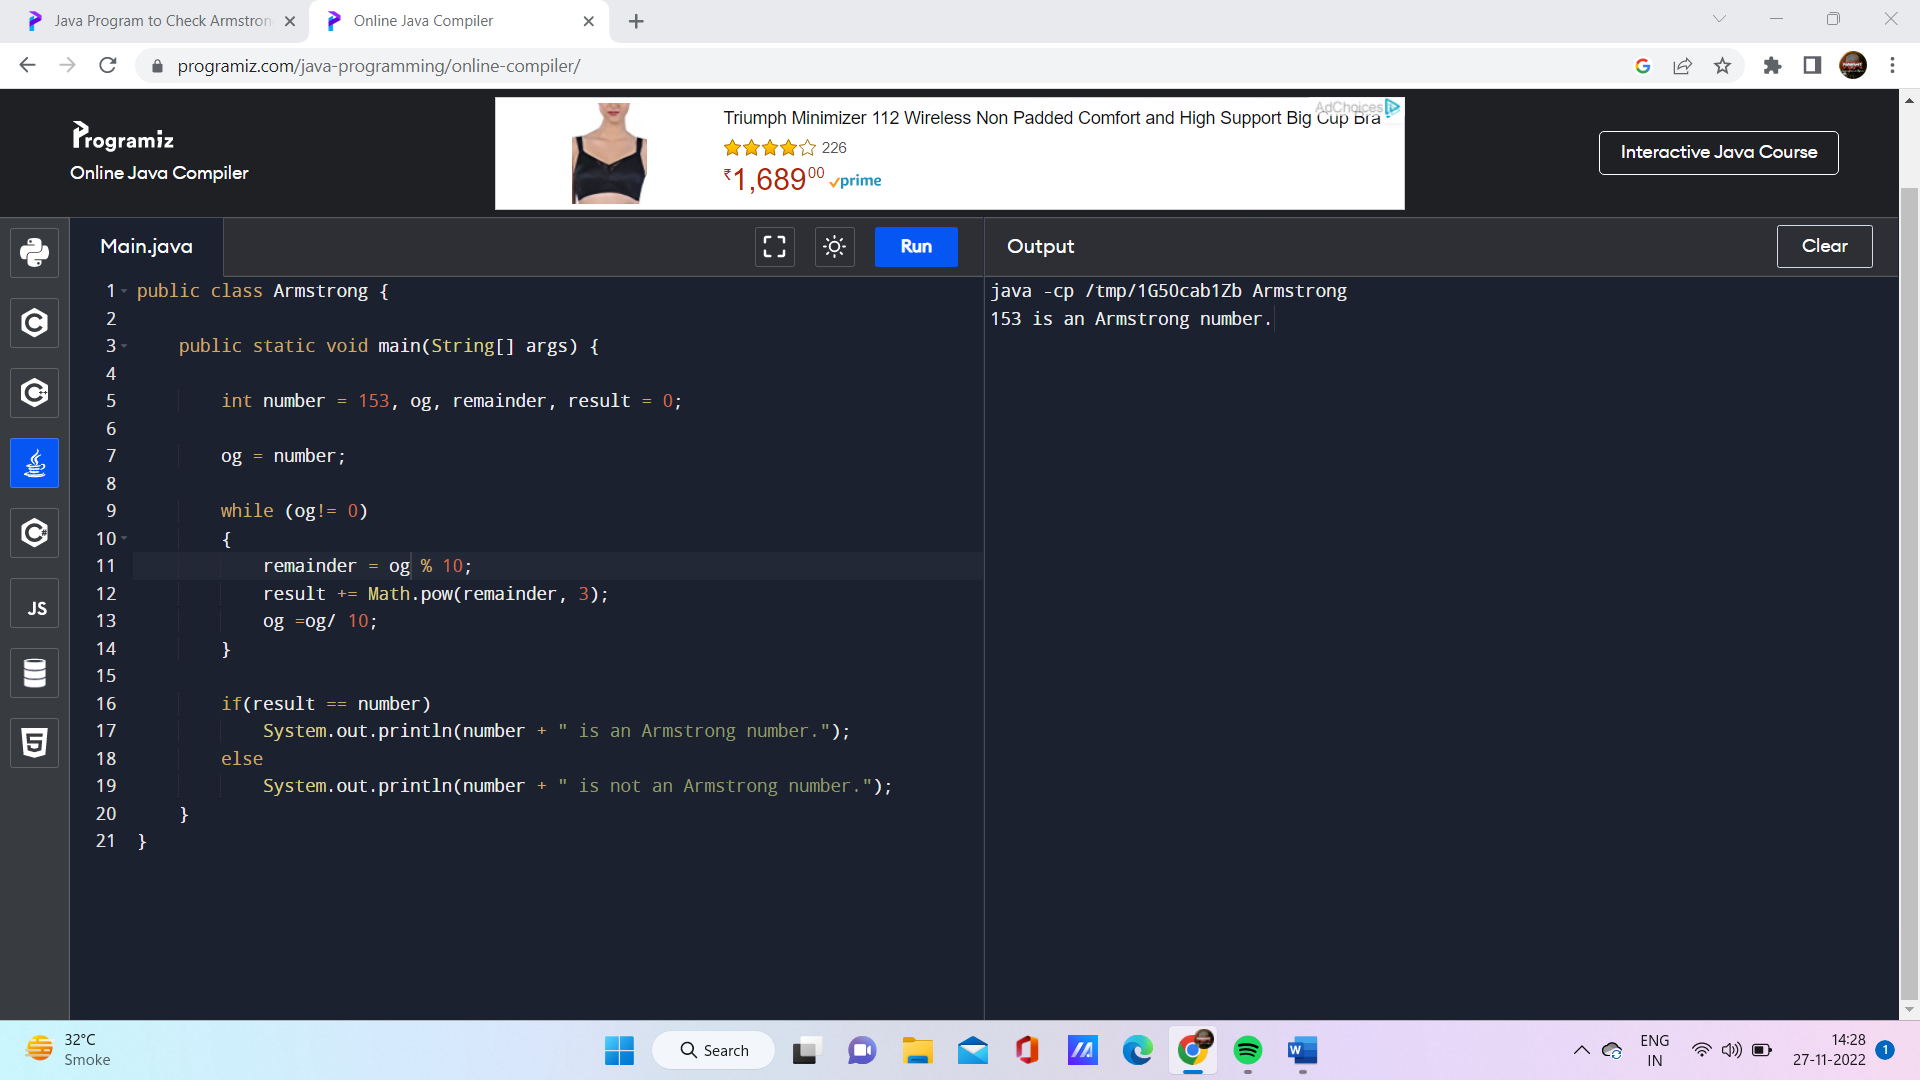 Java Program to Check Armstron
Online Java Compiler
programiz.com/java-programming/online-compiler/
Programiz
Online Java Compiler
AdChoices
Triumph Minimizer 112 Wireless Non Padded Comfort and High Support Big Cup Bra
226
₹1,68900 prime
Interactive Java Course
Main.java
Run
Output
Clear
1 public class Armstrong {
2
3     public static void main(String[] args) {
4
5         int number = 153, og, remainder, result = 0;
6
7         og = number;
8
9         while (og!= 0)
10         {
11             remainder = og % 10;
12             result += Math.pow(remainder, 3);
13             og =og/ 10;
14         }
15
16         if(result == number)
17             System.out.println(number + " is an Armstrong number.");
18         else
19             System.out.println(number + " is not an Armstrong number.");
20     }
21 }
java -cp /tmp/1G50cab1Zb Armstrong
153 is an Armstrong number.
JS
32°C
Smoke
Search
ENG
IN
14:28
27-11-2022
1